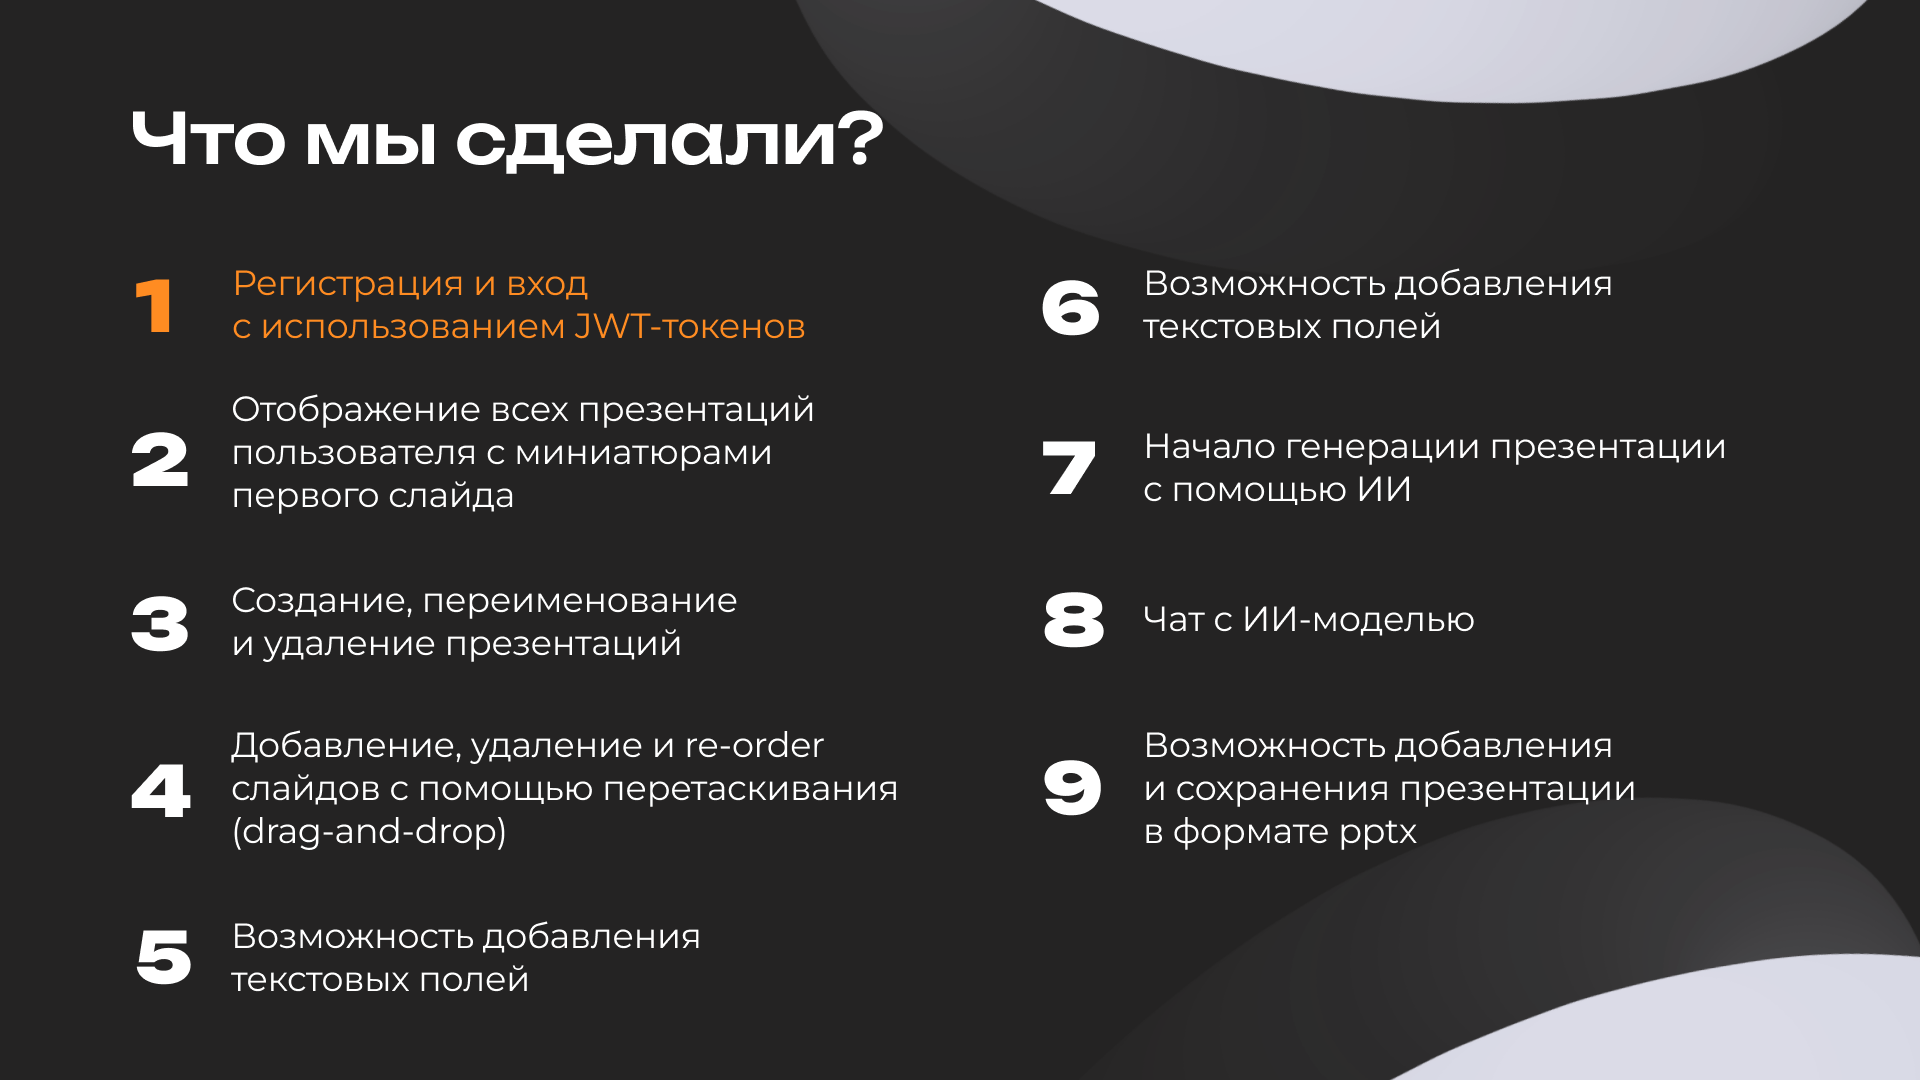 Что мы сделали?
1
Регистрация и вход
с использованием JWT-токенов
2
Отображение всех презентаций
пользователя с миниатюрами
первого слайда
3
Создание, переименование
и удаление презентаций
4
Добавление, удаление и re-order
слайдов с помощью перетаскивания
(drag-and-drop)
5
Возможность добавления
текстовых полей
6
Возможность добавления
текстовых полей
7
Начало генерации презентации
с помощью ИИ
8
Чат с ИИ-моделью
9
Возможность добавления
и сохранения презентации
в формате pptx